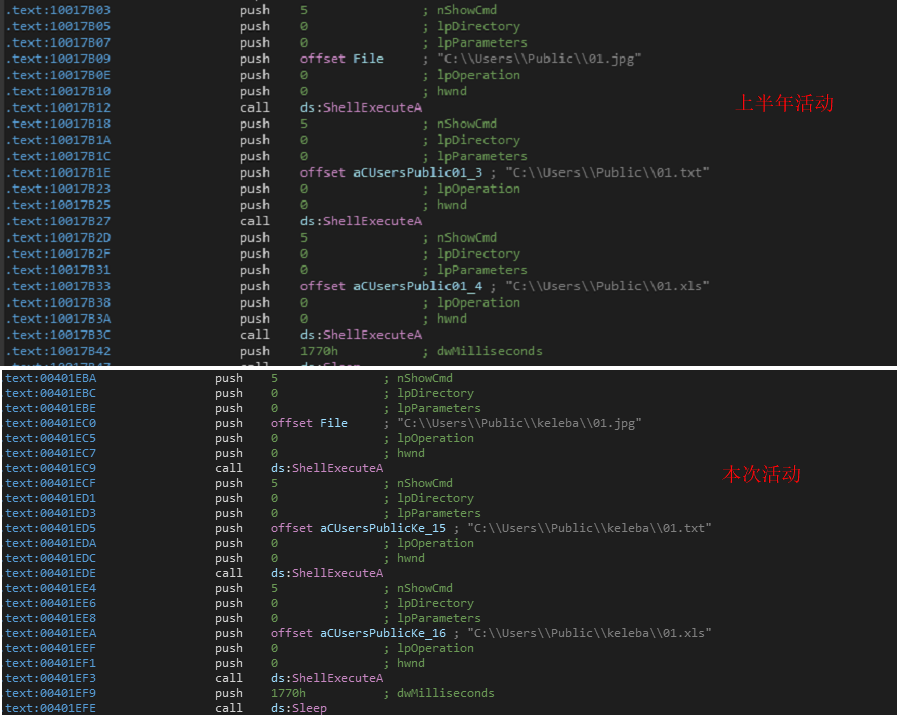 .text:10017B03 push 5 ; nShowCmd
.text:10017B05 push 0 ; lpDirectory
.text:10017B07 push 0 ; lpParameters
.text:10017B09 push offset File ; "C:\\Users\\Public\\01.jpg"
.text:10017B0E push 0 ; lpOperation
.text:10017B10 push 0 ; hwnd
.text:10017B12 call ds:ShellExecuteA
上半年活动
.text:10017B18 push 5 ; nShowCmd
.text:10017B1A push 0 ; lpDirectory
.text:10017B1C push 0 ; lpParameters
.text:10017B1E push offset aCUsersPublic01_3 ; "C:\\Users\\Public\\01.txt"
.text:10017B23 push 0 ; lpOperation
.text:10017B25 push 0 ; hwnd
.text:10017B27 call ds:ShellExecuteA
.text:10017B2D push 5 ; nShowCmd
.text:10017B2F push 0 ; lpDirectory
.text:10017B31 push 0 ; lpParameters
.text:10017B33 push offset aCUsersPublic01_4 ; "C:\\Users\\Public\\01.xls"
.text:10017B38 push 0 ; lpOperation
.text:10017B3A push 0 ; hwnd
.text:10017B3C call ds:ShellExecuteA
.text:10017B42 push 1770h ; dwMilliseconds
text:00401EBA push 5 ; nShowCmd
text:00401EBC push 0 ; lpDirectory
text:00401EBE push 0 ; lpParameters
text:00401EC0 push offset File ; "C:\\Users\\Public\\keleba\\01.jpg"
text:00401EC5 push 0 ; lpOperation
text:00401EC7 push 0 ; hwnd
text:00401EC9 call ds:ShellExecuteA
本次活动
text:00401ECF push 5 ; nShowCmd
text:00401ED1 push 0 ; lpDirectory
text:00401ED3 push 0 ; lpParameters
text:00401ED5 push offset aCUsersPublicKe_15 ; "C:\\Users\\Public\\keleba\\01.txt"
text:00401EDA push 0 ; lpOperation
text:00401EDC push 0 ; hwnd
text:00401EDE call ds:ShellExecuteA
text:00401EE4 push 5 ; nShowCmd
text:00401EE6 push 0 ; lpDirectory
text:00401EE8 push 0 ; lpParameters
text:00401EEA push offset aCUsersPublicKe_16 ; "C:\\Users\\Public\\keleba\\01.xls"
text:00401EEF push 0 ; lpOperation
text:00401EF1 push 0 ; hwnd
text:00401EF3 call ds:ShellExecuteA
text:00401EF9 push 1770h ; dwMilliseconds
text:00401EFE call ds:Sleep